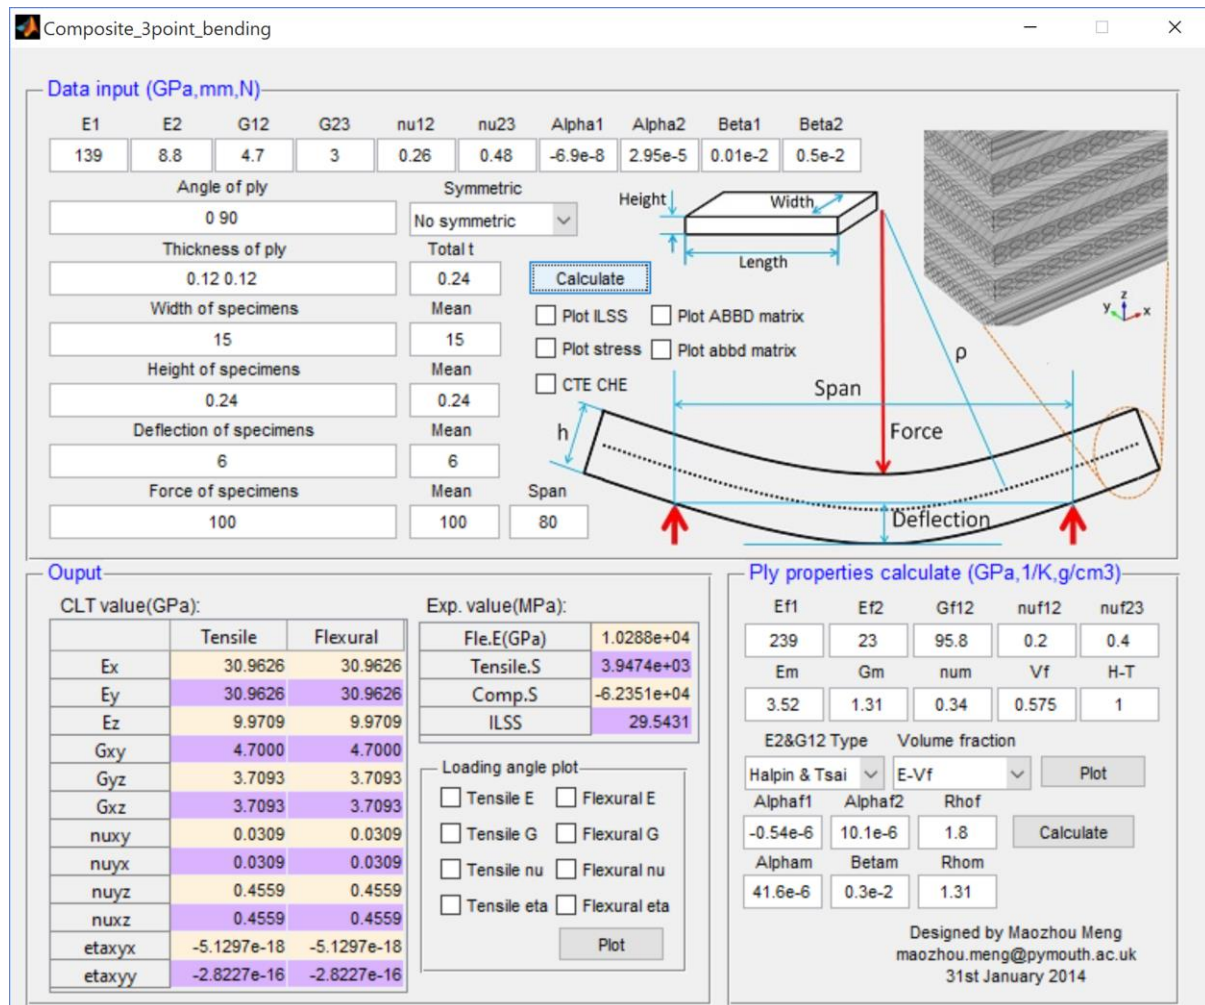 Composite_3point_bending
Data input (GPa,mm,N)
E1 E2 G12 G23 nu12 nu23 Alpha1 Alpha2 Beta1 Beta2
139 8.8 4.7 3 0.26 0.48 -6.9e-8 2.95e-5 0.01e-2 0.5e-2
Angle of ply Symmetric
0 90 No symmetric
Thickness of ply Total t
0.12 0.12 0.24 Calculate
Width of specimens Mean
15 15
Height of specimens Mean
0.24 0.24
Deflection of specimens Mean
6 6
Force of specimens Mean Span
100 100 80
Plot ILSS Plot ABBD matrix
Plot stress Plot abbd matrix
CTE CHE
Height Width
Length
z
y x
ρ
Span
h Force
Deflection
Ouput
CLT value(GPa):
Tensile Flexural
Ex 30.9626 30.9626
Ey 30.9626 30.9626
Ez 9.9709 9.9709
Gxy 4.7000 4.7000
Gyz 3.7093 3.7093
Gxz 3.7093 3.7093
nuxy 0.0309 0.0309
nuyx 0.0309 0.0309
nuyz 0.4559 0.4559
nuxz 0.4559 0.4559
etaxyx -5.1297e-18 -5.1297e-18
etaxyy -2.8227e-16 -2.8227e-16
Exp. value(MPa):
Fle.E(GPa) 1.0288e+04
Tensile.S 3.9474e+03
Comp.S -6.2351e+04
ILSS 29.5431
Loading angle plot
Tensile E Flexural E
Tensile G Flexural G
Tensile nu Flexural nu
Tensile eta Flexural eta
Plot
Ply properties calculate (GPa,1/K,g/cm3)
Ef1 Ef2 Gf12 nuf12 nuf23
239 23 95.8 0.2 0.4
Em Gm num Vf H-T
3.52 1.31 0.34 0.575 1
E2&G12 Type Volume fraction
Halpin & Tsai E-Vf Plot
Alphaf1 Alphaf2 Rhof
-0.54e-6 10.1e-6 1.8 Calculate
Alpham Betam Rhom
41.6e-6 0.3e-2 1.31
Designed by Maozhou Meng
maozhou.meng@pymouth.ac.uk
31st January 2014